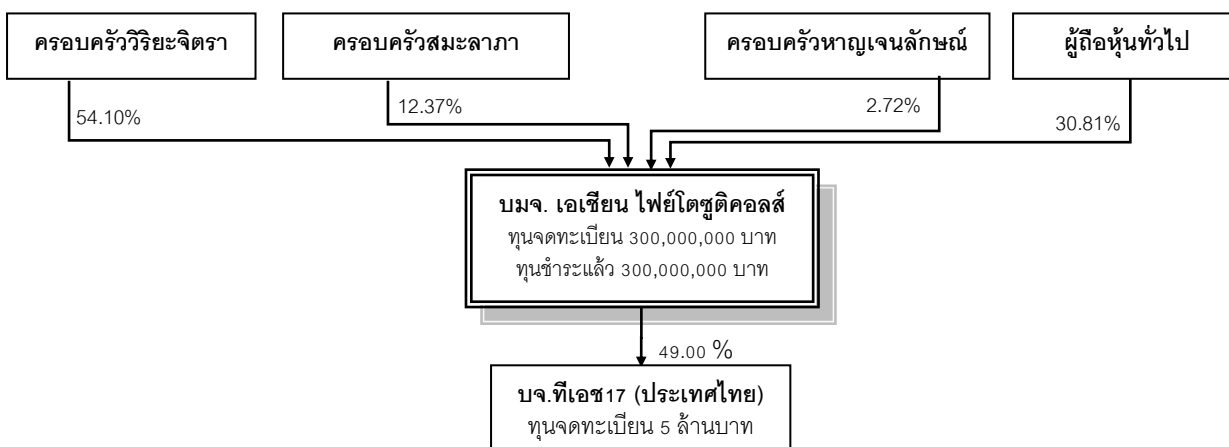 ครอบครัววิริยะจิตรา
ครอบครัวสมะลาภา
ครอบครัวหาญเจนลักษณ์
ผู้ถือหุ้นทั่วไป
54.10%
12.37%
2.72%
30.81%
บมจ. เอเชียน ไฟย์โตซูติคอลส์
ทุนจดทะเบียน 300,000,000 บาท
ทุนชำระแล้ว 300,000,000 บาท
49.00 %
บจ.ทีเอช17 (ประเทศไทย)
ทุนจดทะเบียน 5 ล้านบาท